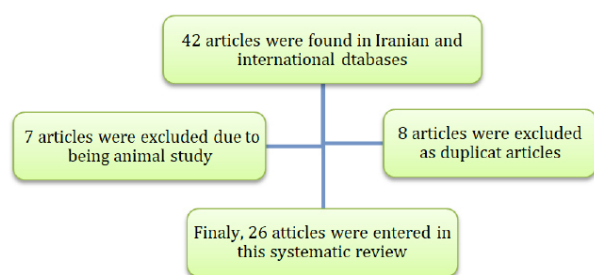 42 articles were found in Iranian and
international dtabases
7 articles were excluded due to
being animal study
8 articles were excluded
as duplicat articles
Finaly, 26 atticles were entered in
this systematic review